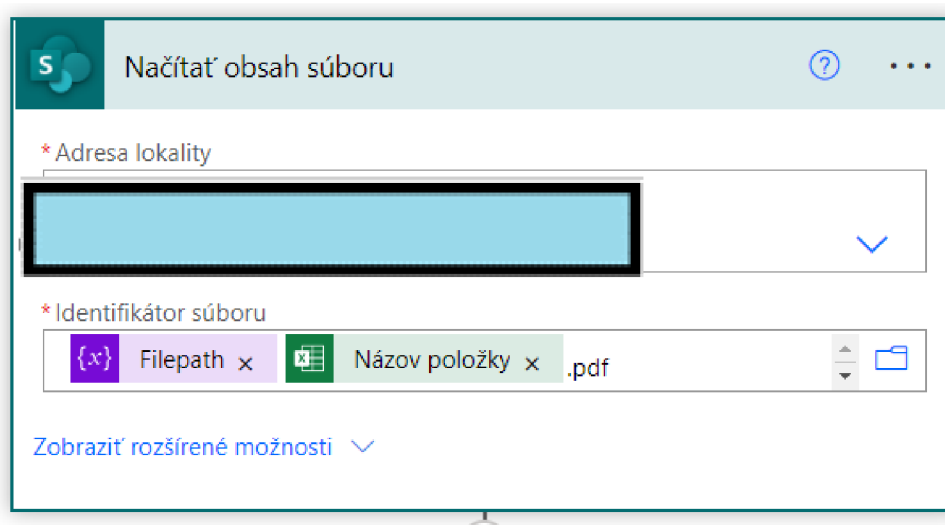 S Načítať obsah súboru ? ...
* Adresa lokality
* Identifikátor súboru
{x} Filepath × x Názov položky × .pdf
Zobraziť rozšírené možnosti